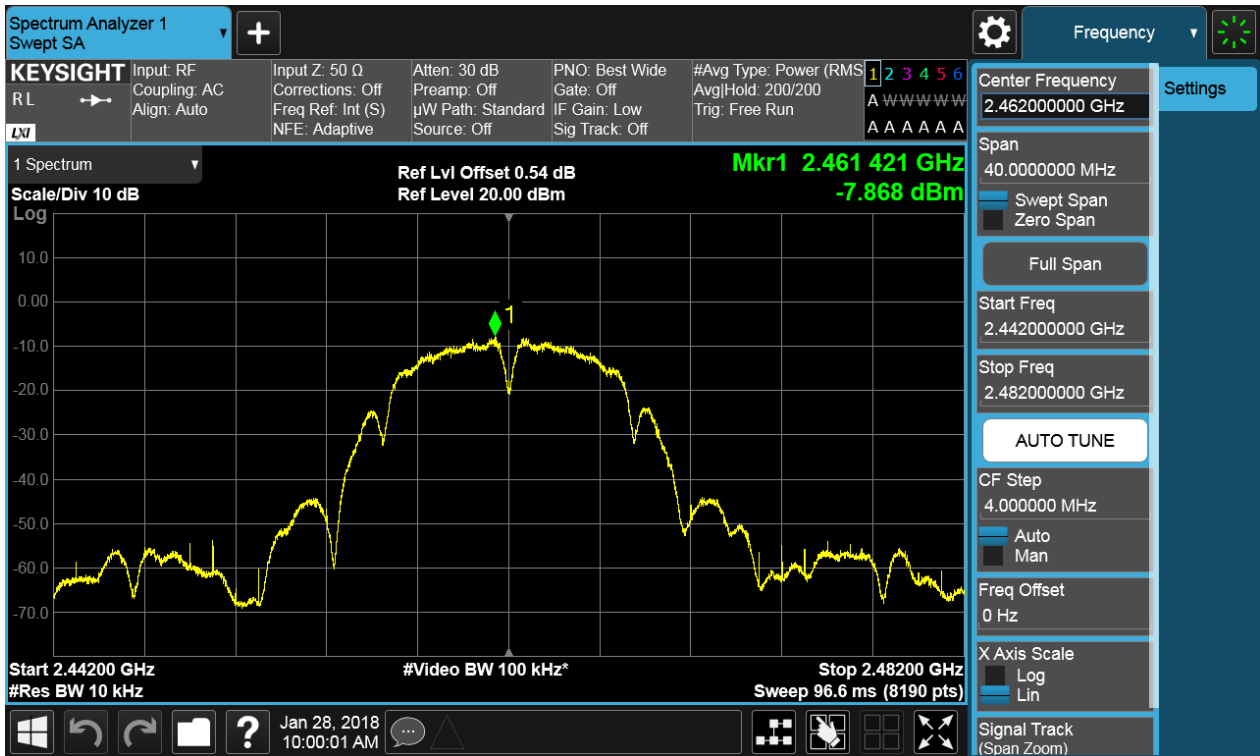 Spectrum Analyzer 1
Swept SA
+
Frequency
KEYSIGHT
R L
LXI
Input: RF
Coupling: AC
Align: Auto
Input Z: 50 Ω
Corrections: Off
Freq Ref: Int (S)
NFE: Adaptive
Atten: 30 dB
Preamp: Off
µW Path: Standard
Source: Off
PNO: Best Wide
Gate: Off
IF Gain: Low
Sig Track: Off
#Avg Type: Power (RMS
Avg|Hold: 200/200
Trig: Free Run
1 2 3 4 5 6
A W W W W W
A A A A A A
1 Spectrum
Scale/Div 10 dB
Log
Ref Lvl Offset 0.54 dB
Ref Level 20.00 dBm
Mkr1 2.461 421 GHz
-7.868 dBm
10.0
0.00
-10.0
-20.0
-30.0
-40.0
-50.0
-60.0
-70.0
1
Start 2.44200 GHz
#Res BW 10 kHz
#Video BW 100 kHz*
Stop 2.48200 GHz
Sweep 96.6 ms (8190 pts)
Center Frequency
2.462000000 GHz
Span
40.0000000 MHz
Swept Span
Zero Span
Full Span
Start Freq
2.442000000 GHz
Stop Freq
2.482000000 GHz
AUTO TUNE
CF Step
4.000000 MHz
Auto
Man
Freq Offset
0 Hz
X Axis Scale
Log
Lin
Signal Track
(Span Zoom)
Settings
?
Jan 28, 2018
10:00:01 AM